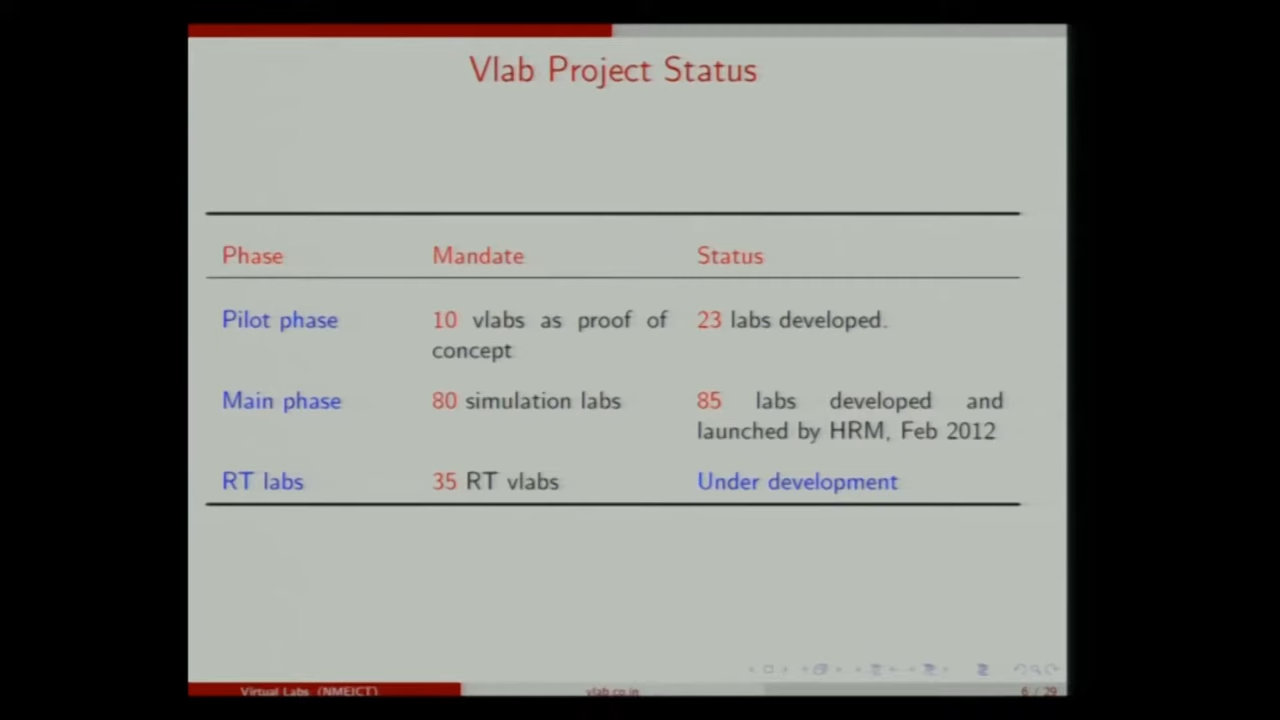 Vlab Project Status
Phase Mandate Status
Pilot phase 10 vlabs as proof of 23 labs developed.
concept
Main phase 80 simulation labs 85 labs developed and
launched by HRM, Feb 2012
RT labs 35 RT vlabs Under development
Virtual Labs (NMEICT) vlab.co.in 6 / 29